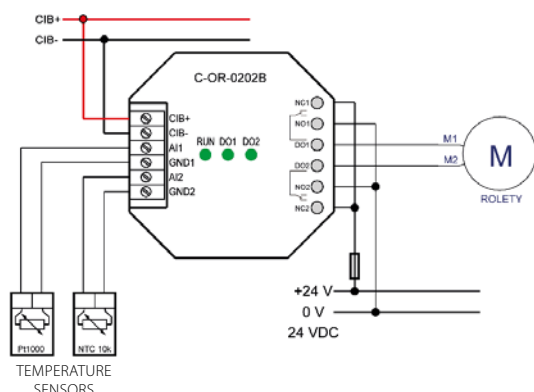 CIB+
CIB-
C-OR-0202B
CIB+
CIB-
AI1
GND1
AI2
GND2
RUN DO1 DO2
NC1
NO1
DO1
DO2
NO2
NC2
M1
M2
M
ROLETY
+24 V
0 V
24 VDC
Pt1000
NTC 10k
TEMPERATURE
SENSORS